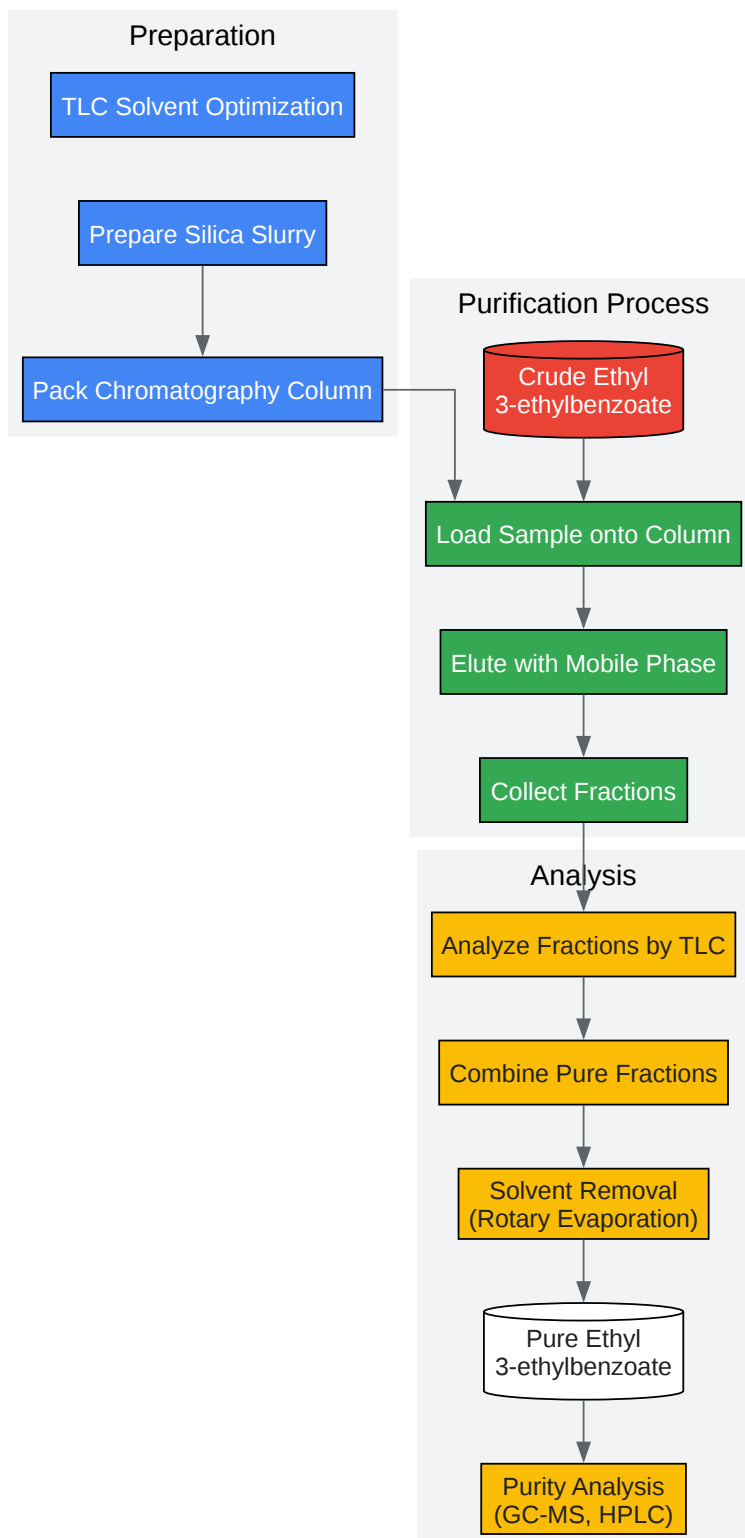 Preparation
TLC Solvent Optimization
Prepare Silica Slurry
Pack Chromatography Column
Purification Process
Crude Ethyl
3-ethylbenzoate
Load Sample onto Column
Elute with Mobile Phase
Collect Fractions
Analysis
Analyze Fractions by TLC
Combine Pure Fractions
Solvent Removal
(Rotary Evaporation)
Pure Ethyl
3-ethylbenzoate
Purity Analysis
(GC-MS, HPLC)